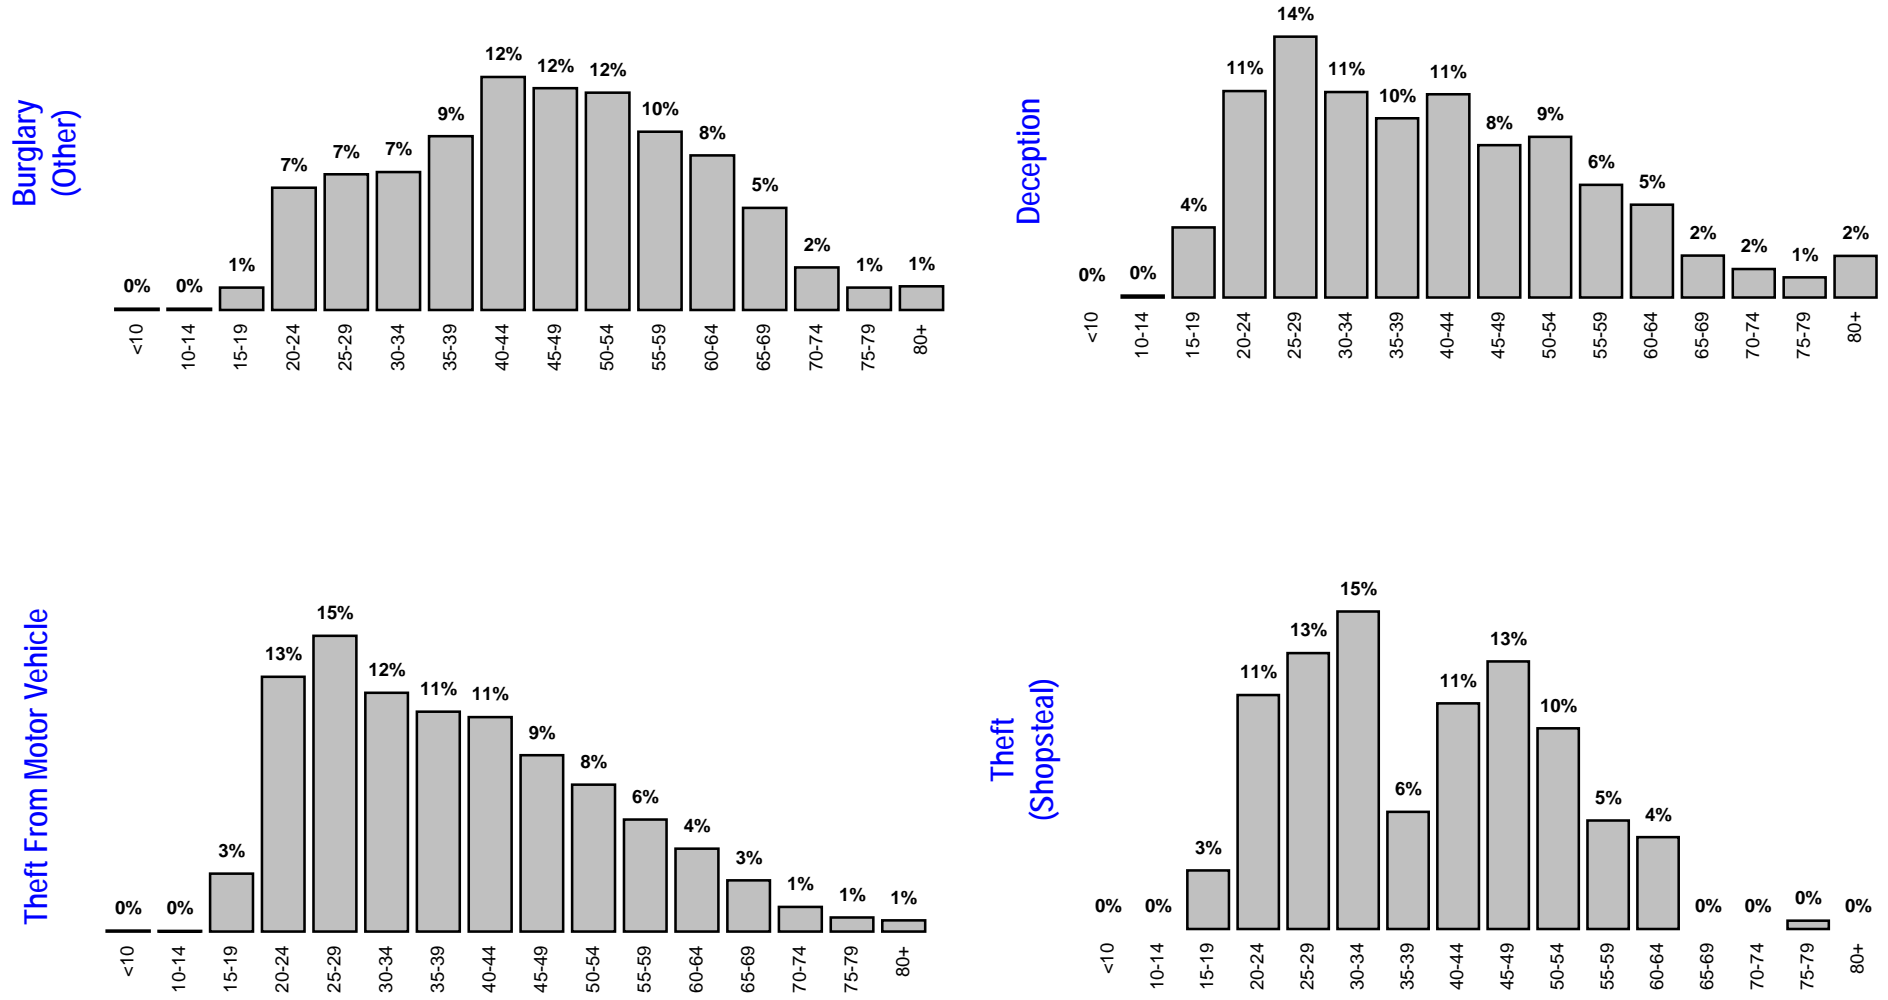 Burglary
(Other)
0% 0% 1% 7% 7% 7% 9% 12% 12% 12% 10% 8% 5% 2% 1% 1%
<10 10-14 15-19 20-24 25-29 30-34 35-39 40-44 45-49 50-54 55-59 60-64 65-69 70-74 75-79 80+
Deception
0% 0% 4% 11% 14% 11% 10% 11% 8% 9% 6% 5% 2% 2% 1% 2%
<10 10-14 15-19 20-24 25-29 30-34 35-39 40-44 45-49 50-54 55-59 60-64 65-69 70-74 75-79 80+
Theft From Motor Vehicle
0% 0% 3% 13% 15% 12% 11% 11% 9% 8% 6% 4% 3% 1% 1% 1%
<10 10-14 15-19 20-24 25-29 30-34 35-39 40-44 45-49 50-54 55-59 60-64 65-69 70-74 75-79 80+
Theft
(Shopsteal)
0% 0% 3% 11% 13% 15% 6% 11% 13% 10% 5% 4% 0% 0% 0% 0%
<10 10-14 15-19 20-24 25-29 30-34 35-39 40-44 45-49 50-54 55-59 60-64 65-69 70-74 75-79 80+